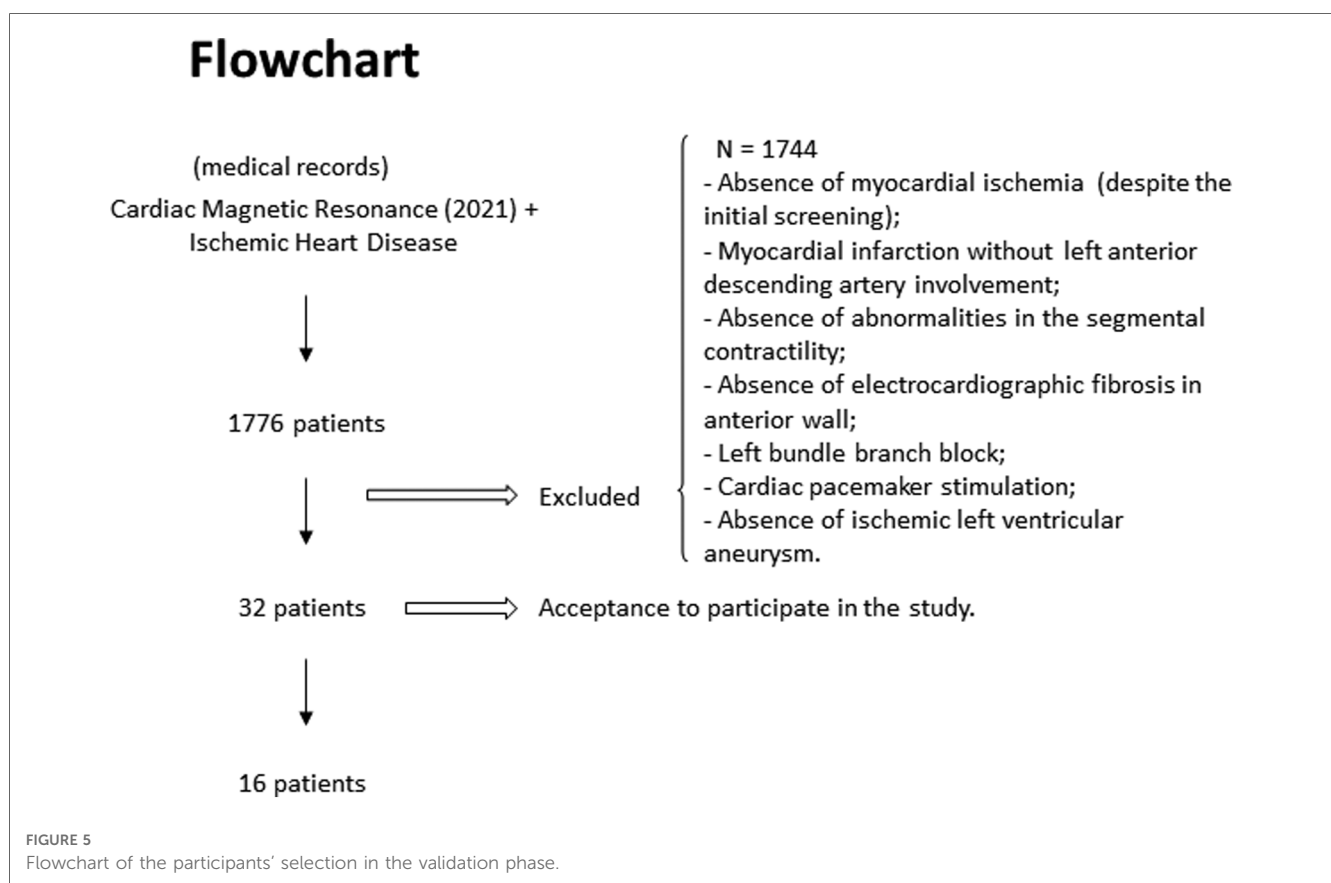 Flowchart
(medical records)
Cardiac Magnetic Resonance (2021) +
Ischemic Heart Disease
1776 patients
Excluded
N = 1744
- Absence of myocardial ischemia (despite the
initial screening);
- Myocardial infarction without left anterior
descending artery involvement;
- Absence of abnormalities in the segmental
contractility;
- Absence of electrocardiographic fibrosis in
anterior wall;
- Left bundle branch block;
- Cardiac pacemaker stimulation;
- Absence of ischemic left ventricular
aneurysm.
32 patients
Acceptance to participate in the study.
16 patients
FIGURE 5
Flowchart of the participants' selection in the validation phase.